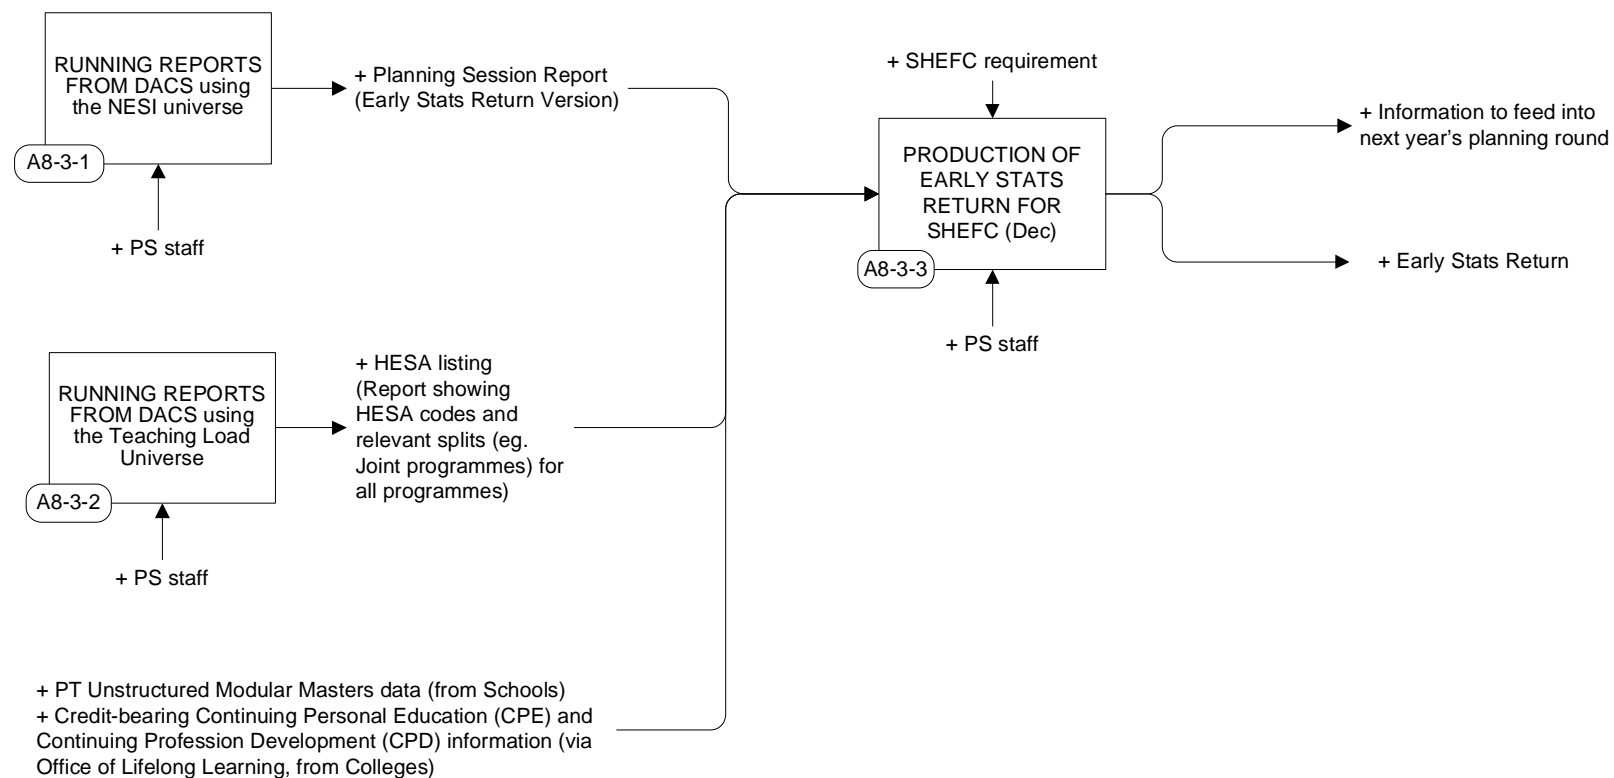 RUNNING REPORTS
FROM DACS using
the NESI universe
A8-3-1
+ PS staff
+ Planning Session Report
(Early Stats Return Version)
+ SHEFC requirement
PRODUCTION OF
EARLY STATS
RETURN FOR
SHEFC (Dec)
A8-3-3
+ PS staff
+ Information to feed into
next year's planning round
+ Early Stats Return
RUNNING REPORTS
FROM DACS using
the Teaching Load
Universe
A8-3-2
+ PS staff
+ HESA listing
(Report showing
HESA codes and
relevant splits (eg.
Joint programmes) for
all programmes)
+ PT Unstructured Modular Masters data (from Schools)
+ Credit-bearing Continuing Personal Education (CPE) and
Continuing Profession Development (CPD) information (via
Office of Lifelong Learning, from Colleges)